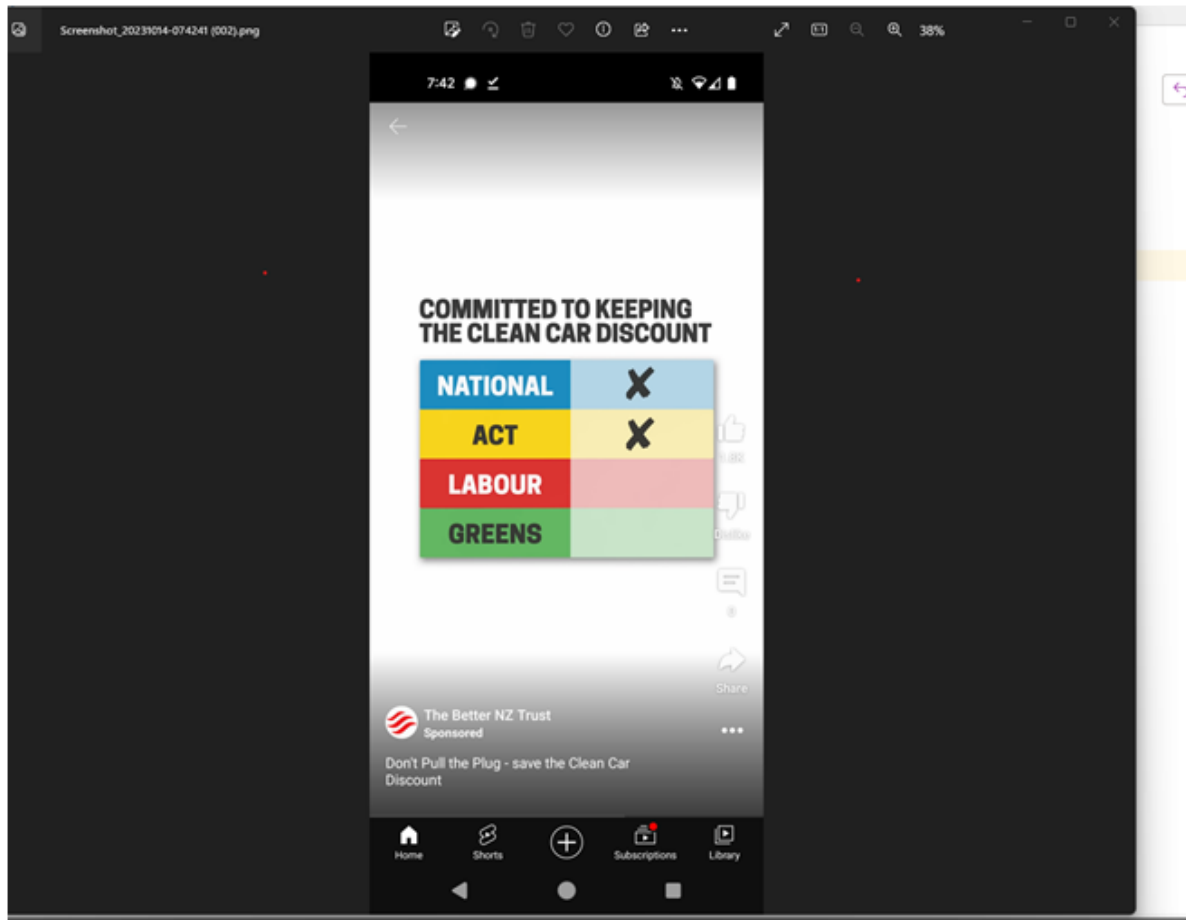 Screenshot_20231014-074241 (002).png
38%
7:42
COMMITTED TO KEEPING
THE CLEAN CAR DISCOUNT
NATIONAL ✘
ACT ✘
LABOUR
GREENS
Dislike
8
Share
The Better NZ Trust
Sponsored
Don't Pull the Plug - save the Clean Car
Discount
Home Shorts Subscriptions Library